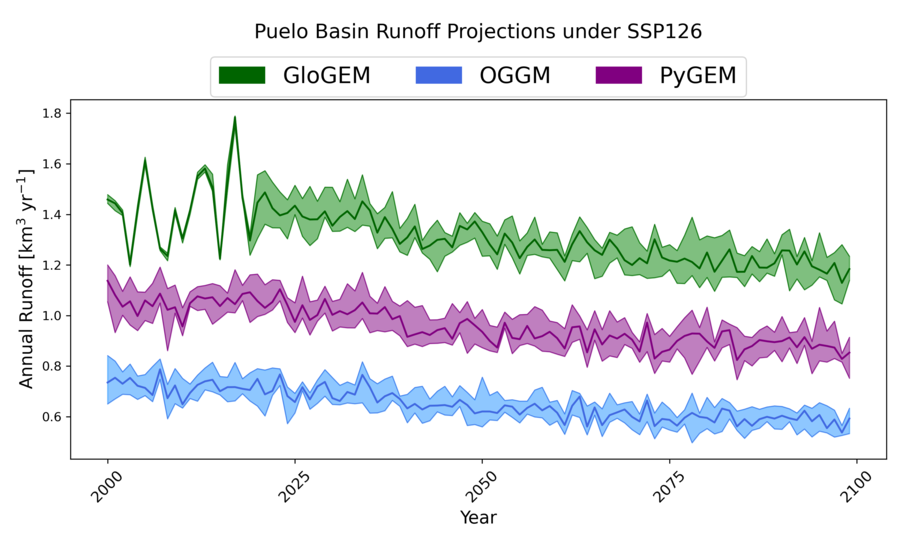 Puelo Basin Runoff Projections under SSP126
GloGEM OGGM PyGEM
Annual Runoff [km³ yr⁻¹]
1.8
1.6
1.4
1.2
1.0
0.8
0.6
2000 2025 2050 2075 2100
Year